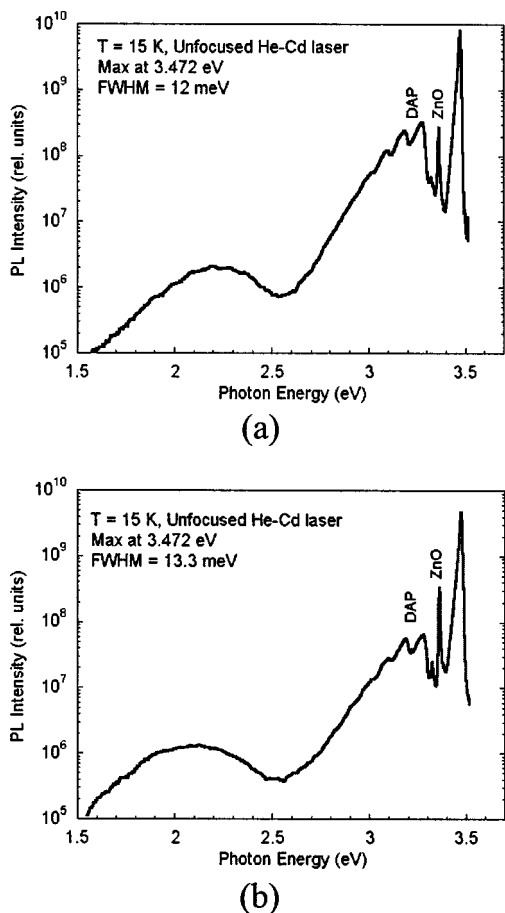 10^10
T = 15 K, Unfocused He-Cd laser
Max at 3.472 eV
FWHM = 12 meV
10^9
10^8
10^7
10^6
10^5
PL Intensity (rel. units)
DAP
ZnO
1.5 2 2.5 3 3.5
Photon Energy (eV)
(a)
10^10
T = 15 K, Unfocused He-Cd laser
Max at 3.472 eV
FWHM = 13.3 meV
10^9
10^8
10^7
10^6
10^5
PL Intensity (rel. units)
DAP
ZnO
1.5 2 2.5 3 3.5
Photon Energy (eV)
(b)